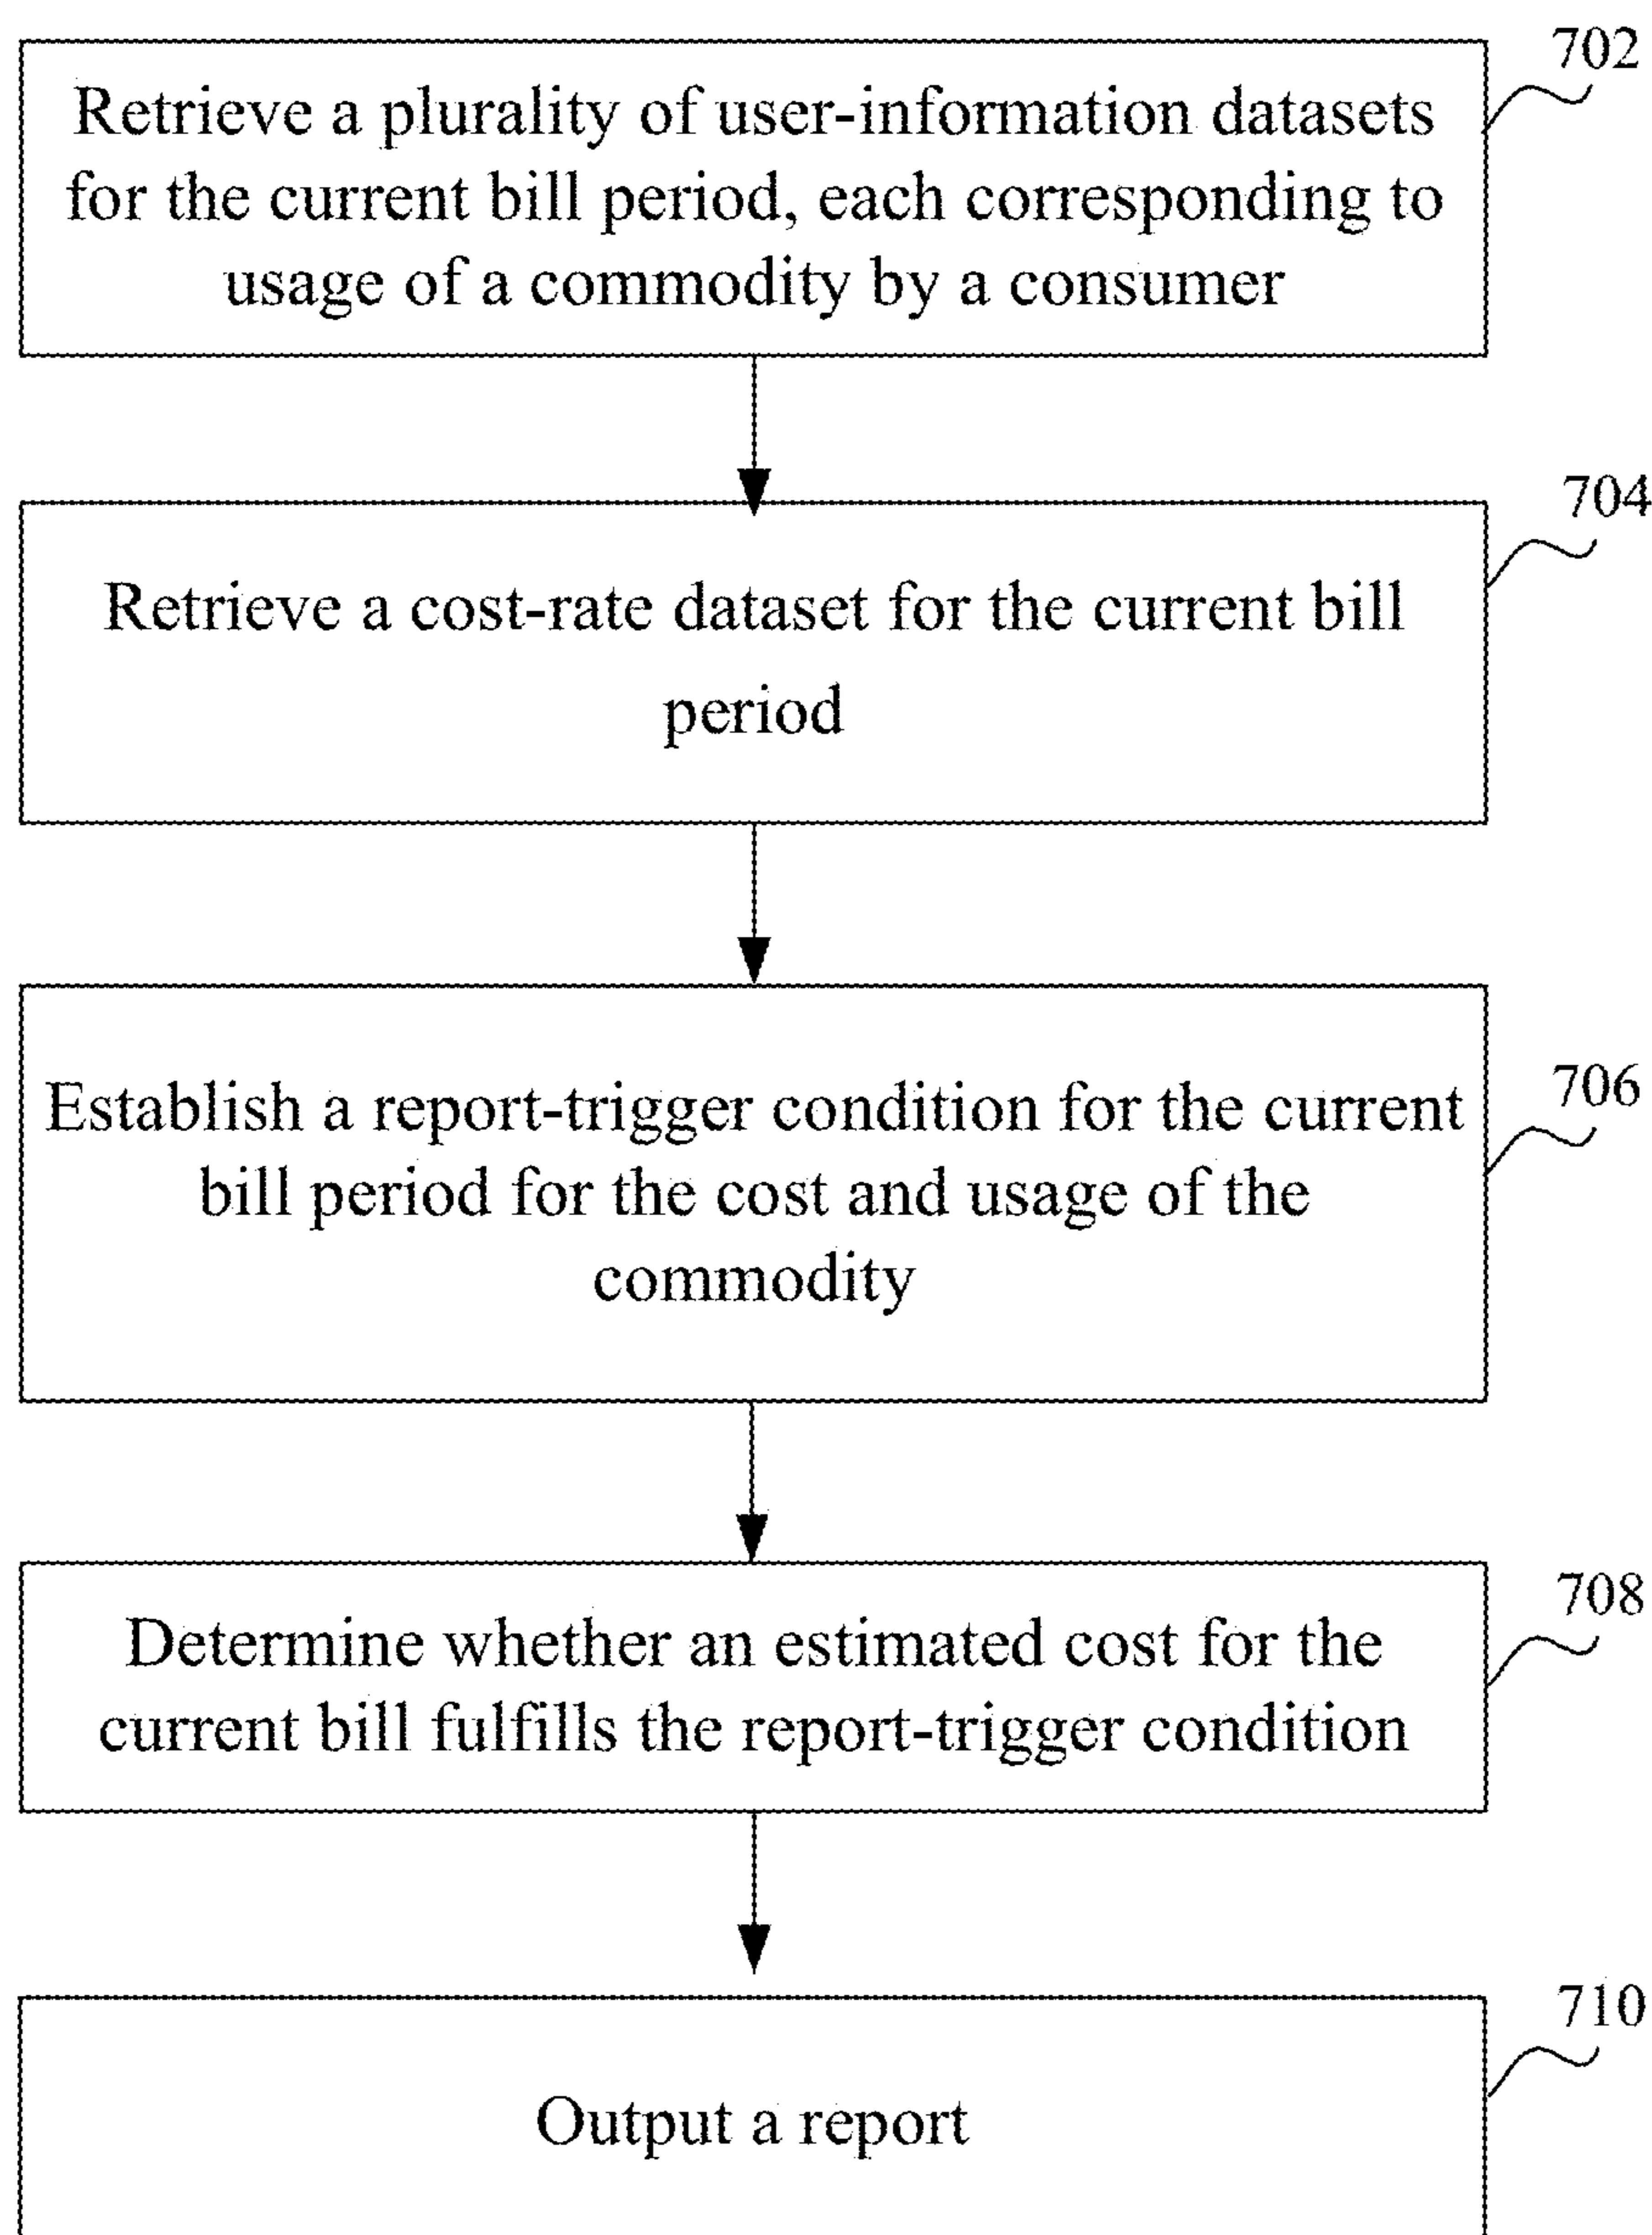 702
Retrieve a plurality of user-information datasets
for the current bill period, each corresponding to
usage of a commodity by a consumer
704
Retrieve a cost-rate dataset for the current bill
period
706
Establish a report-trigger condition for the current
bill period for the cost and usage of the
commodity
708
Determine whether an estimated cost for the
current bill fulfills the report-trigger condition
710
Output a report